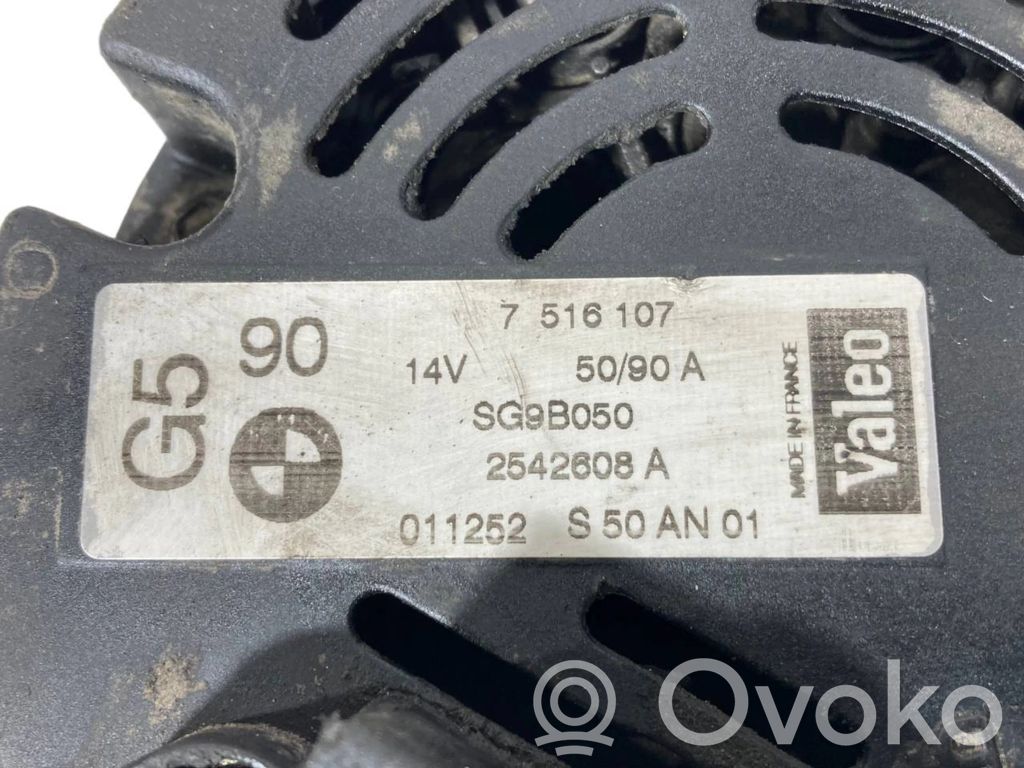 G5
90
7 516 107
14V 50/90 A
SG9B050
2542608 A
011252 S 50 AN 01
MADE IN FRANCE
Valeo
Ovoko